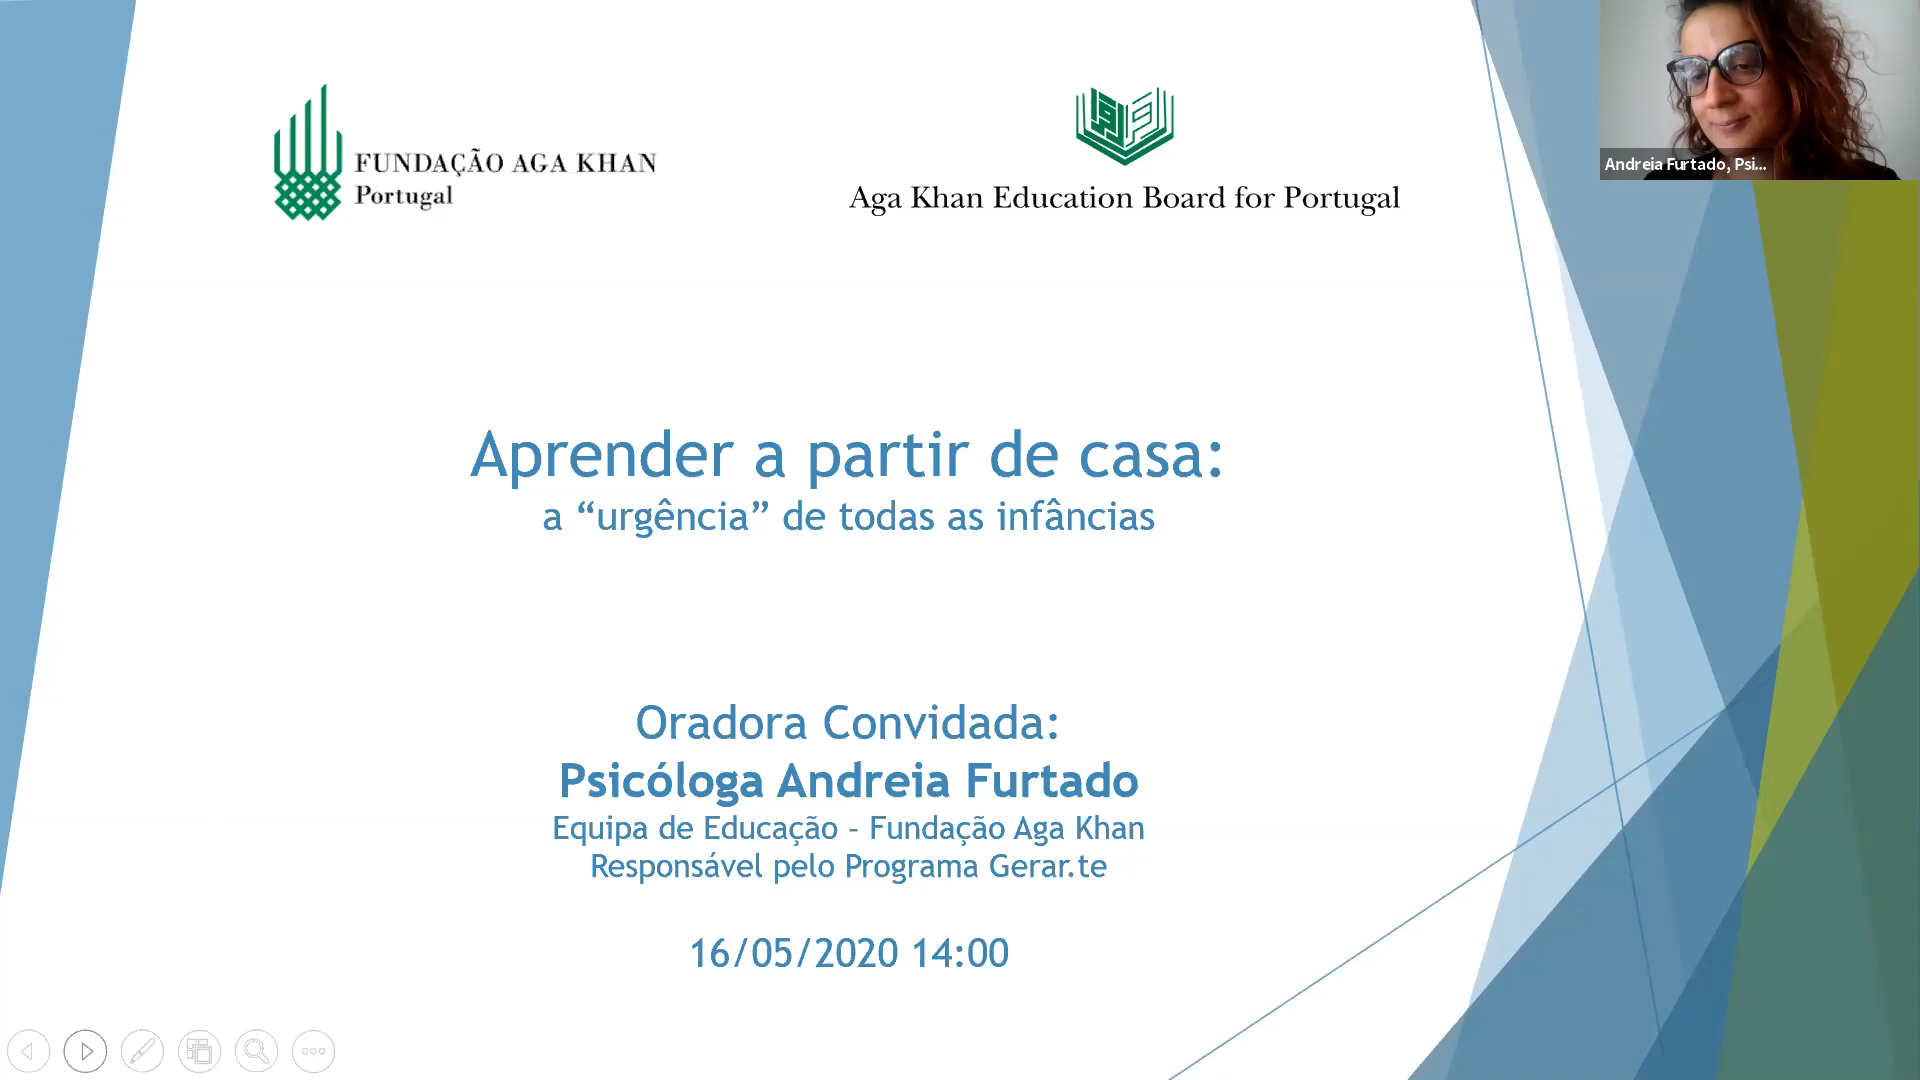 FUNDAÇÃO AGA KHAN
Portugal
Aga Khan Education Board for Portugal
Andreia Furtado, Psi...
Aprender a partir de casa:
a “urgência” de todas as infâncias
Oradora Convidada:
Psicóloga Andreia Furtado
Equipa de Educação – Fundação Aga Khan
Responsável pelo Programa Gerar.te
16/05/2020 14:00